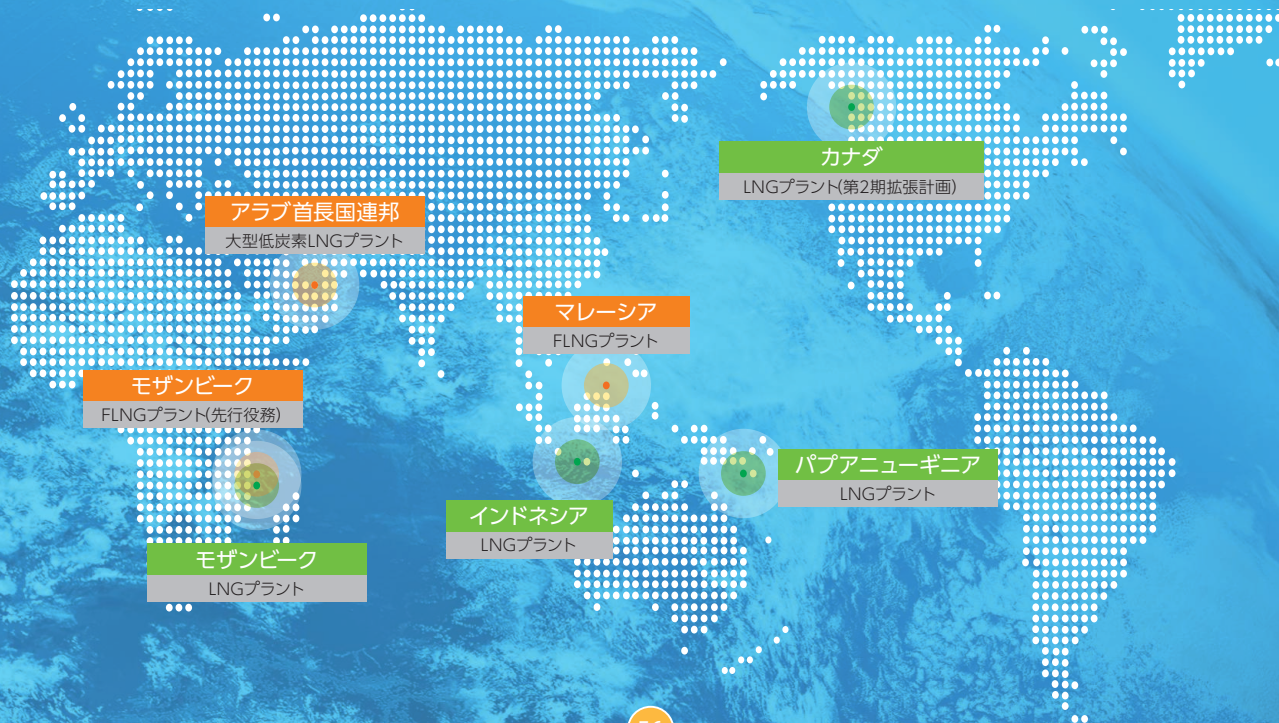 カナダ
LNGプラント(第2期拡張計画)
アラブ首長国連邦
大型低炭素LNGプラント
マレーシア
FLNGプラント
モザンビーク
FLNGプラント(先行役務)
パプアニューギニア
LNGプラント
インドネシア
LNGプラント
モザンビーク
LNGプラント